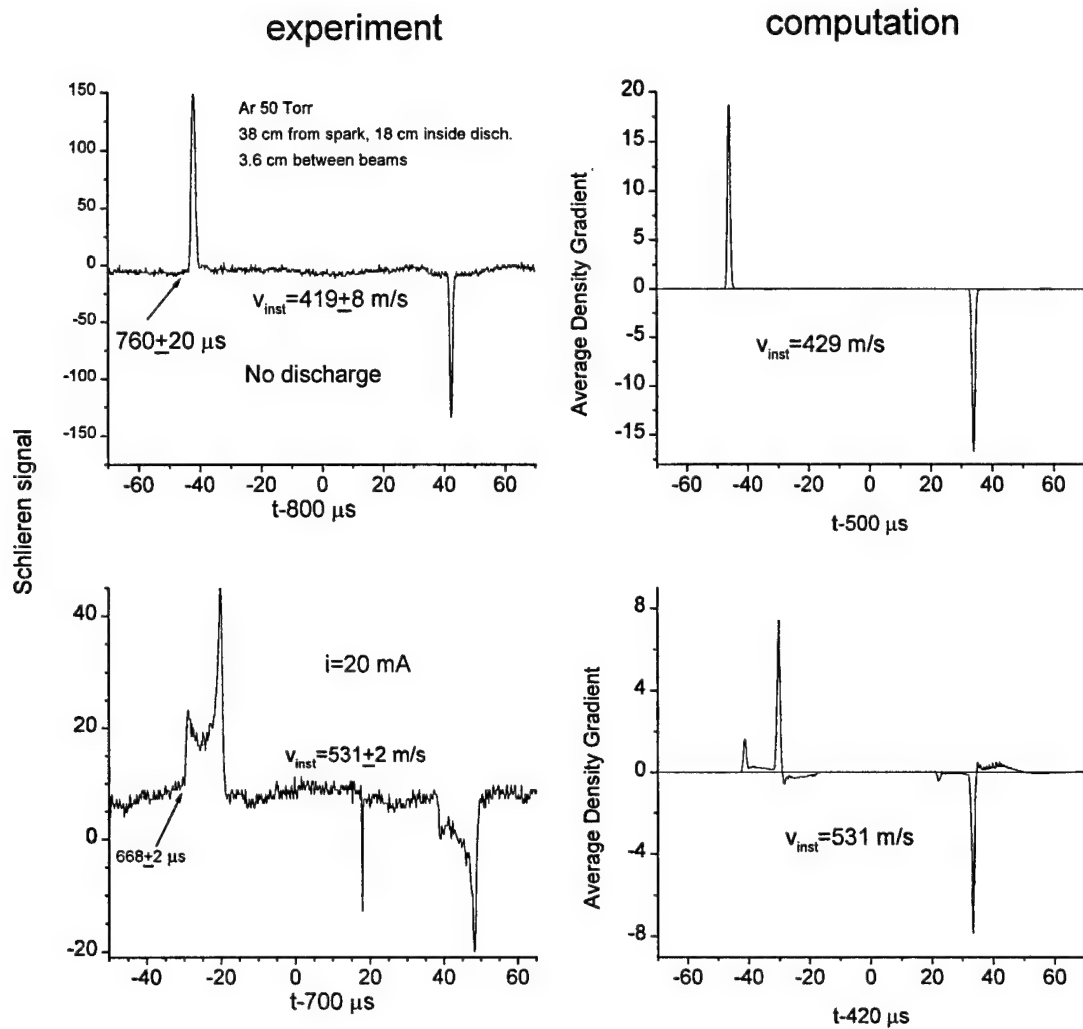 experiment
computation
Schlieren signal
150
100
50
0
-50
-100
-150
Ar 50 Torr
38 cm from spark, 18 cm inside disch.
3.6 cm between beams
v_inst=419±8 m/s
760±20 μs
No discharge
-60 -40 -20 0 20 40 60
t-800 μs
Average Density Gradient
20
15
10
5
0
-5
-10
-15
v_inst=429 m/s
-60 -40 -20 0 20 40 60
t-500 μs
40
20
0
-20
i=20 mA
v_inst=531±2 m/s
668±2 μs
-40 -20 0 20 40 60
t-700 μs
Average Density Gradient
8
4
0
-4
-8
v_inst=531 m/s
-60 -40 -20 0 20 40 60
t-420 μs